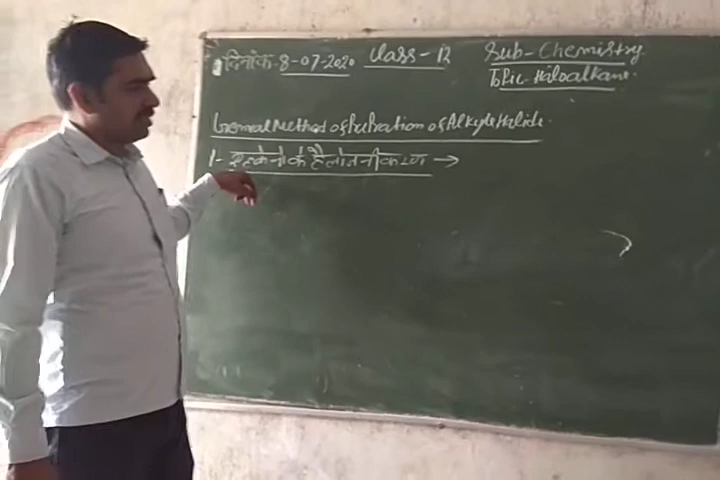 दिनांक-8-07-2020 Class-12 Sub-Chemistry
Topic-Haloalkane.
General Method of Preparation of Alkyle Halide.
1- एल्केनो के हैलोजनीकरण →